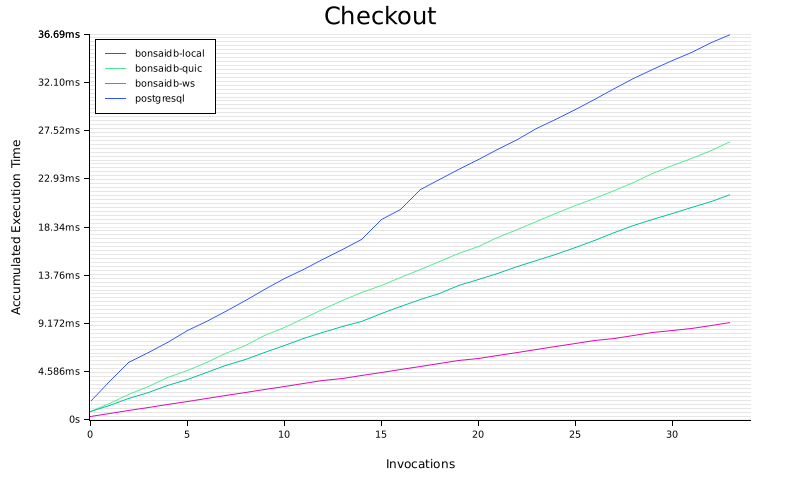 Checkout
36.69ms
32.10ms
27.52ms
22.93ms
18.34ms
13.76ms
9.172ms
4.586ms
0s
bonsaidb-local
bonsaidb-quic
bonsaidb-ws
postgresql
Accumulated Execution Time
0 5 10 15 20 25 30
Invocations